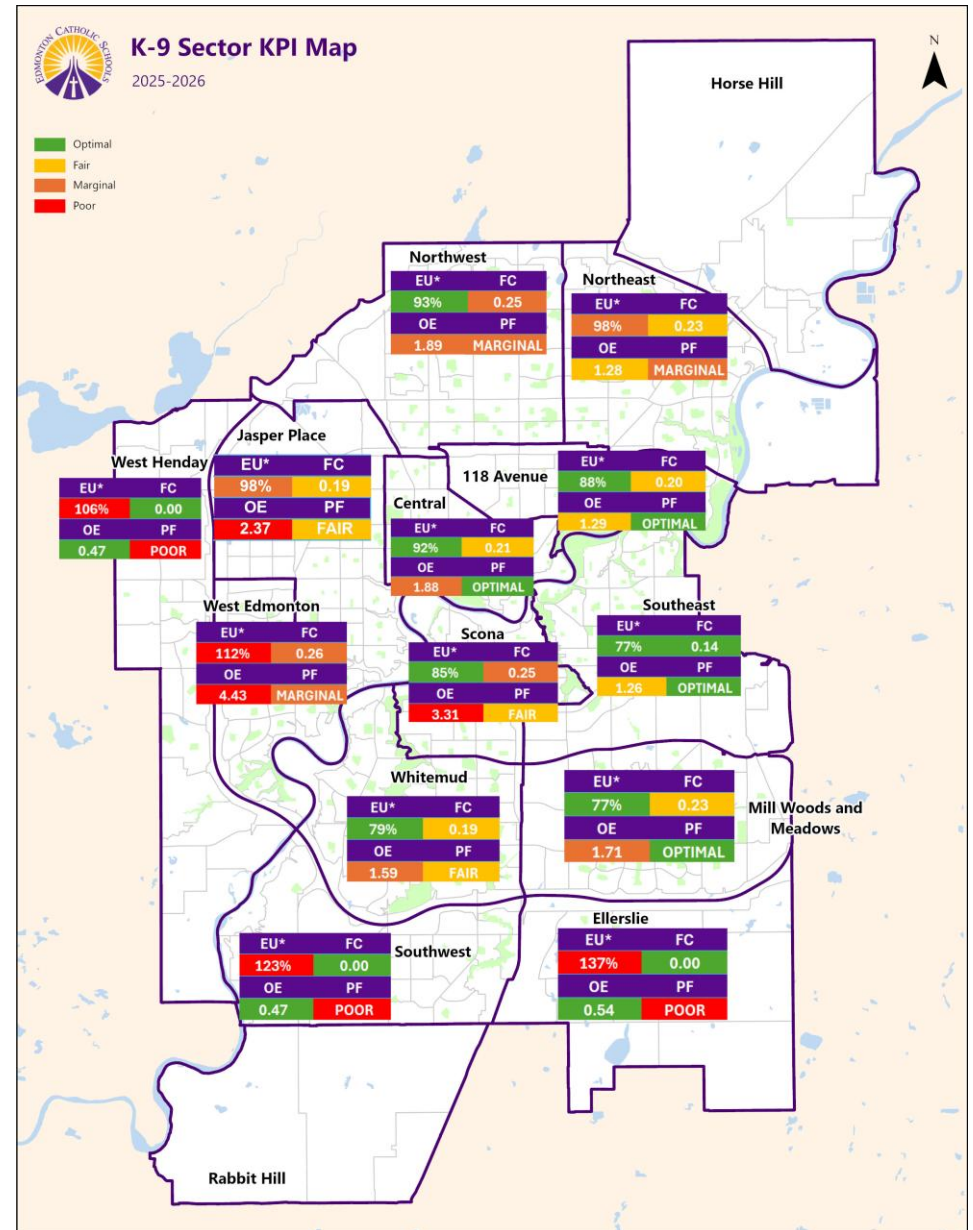 EDMONTON CATHOLIC SCHOOLS
K-9 Sector KPI Map
2025-2026
N
Optimal
Fair
Marginal
Poor
Horse Hill
Northwest
EU* FC
93% 0.25
OE PF
1.89 MARGINAL
Northeast
EU* FC
98% 0.23
OE PF
1.28 MARGINAL
Jasper Place
EU* FC
98% 0.19
OE PF
2.37 FAIR
West Henday
EU* FC
106% 0.00
OE PF
0.47 POOR
118 Avenue
EU* FC
88% 0.20
OE PF
1.29 OPTIMAL
Central
EU* FC
92% 0.21
OE PF
1.88 OPTIMAL
West Edmonton
EU* FC
112% 0.26
OE PF
4.43 MARGINAL
Scona
EU* FC
85% 0.25
OE PF
3.31 FAIR
Southeast
EU* FC
77% 0.14
OE PF
1.26 OPTIMAL
Whitemud
EU* FC
79% 0.19
OE PF
1.59 FAIR
Mill Woods and
Meadows
EU* FC
77% 0.23
OE PF
1.71 OPTIMAL
Southwest
EU* FC
123% 0.00
OE PF
0.47 POOR
Ellerslie
EU* FC
137% 0.00
OE PF
0.54 POOR
Rabbit Hill